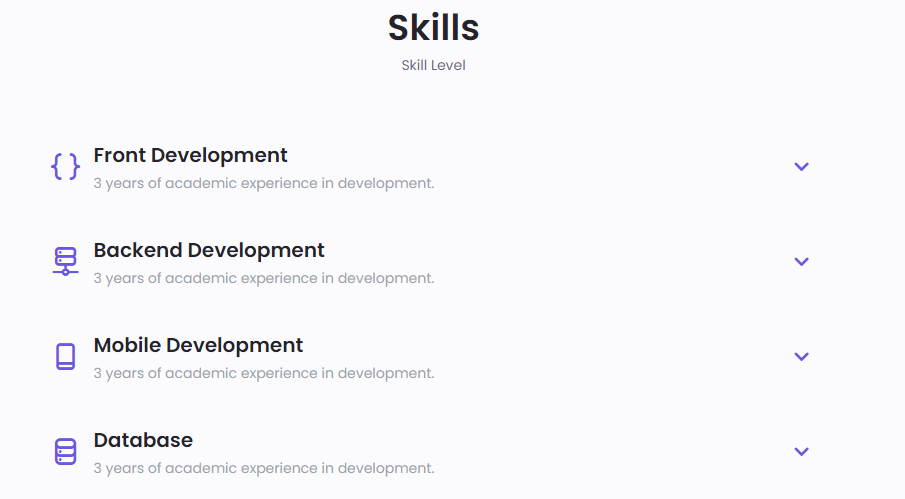 Skills
Skill Level
Front Development
3 years of academic experience in development.
Backend Development
3 years of academic experience in development.
Mobile Development
3 years of academic experience in development.
Database
3 years of academic experience in development.